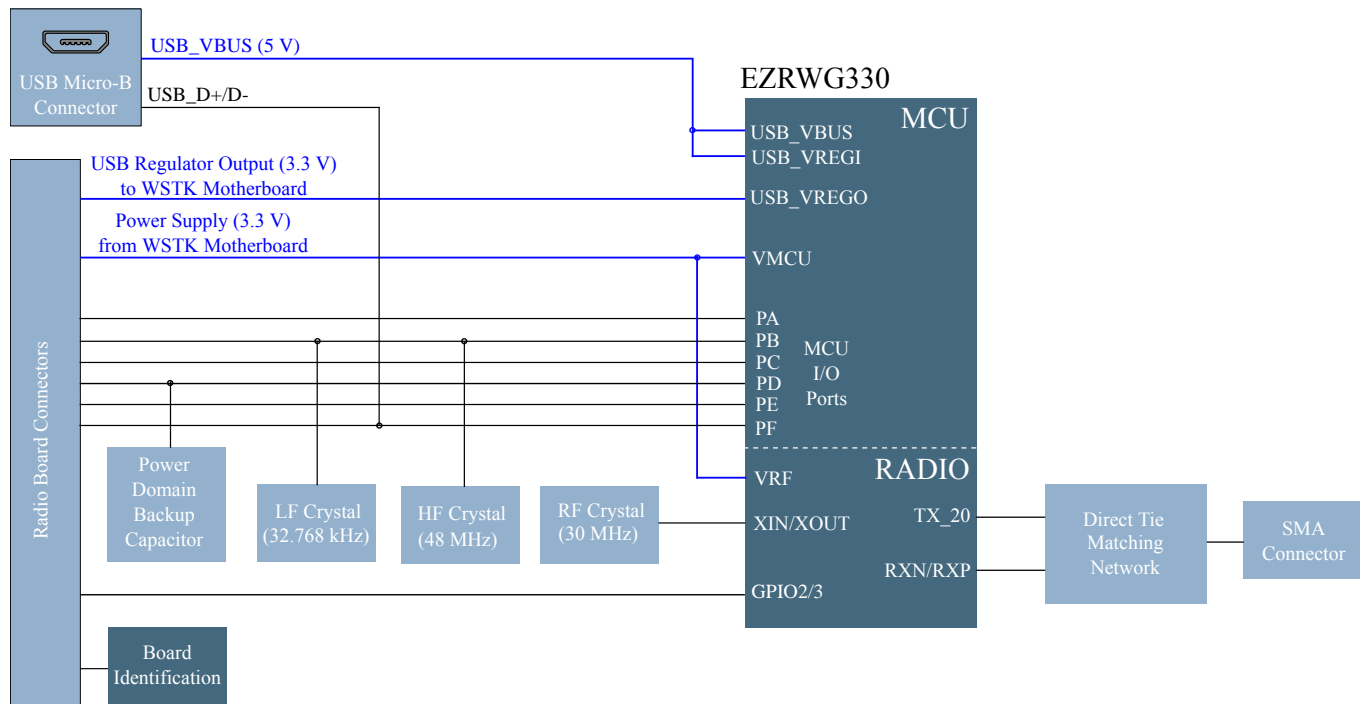 USB Micro-B
Connector
USB_VBUS (5 V)
USB_D+/D-
EZRWG330
MCU
USB_VBUS
USB_VREGI
USB Regulator Output (3.3 V)
to WSTK Motherboard
USB_VREGO
Power Supply (3.3 V)
from WSTK Motherboard
VMCU
Radio Board Connectors
PA
PB
PC
PD
PE
PF
MCU
I/O
Ports
Power
Domain
Backup
Capacitor
LF Crystal
(32.768 kHz)
HF Crystal
(48 MHz)
RF Crystal
(30 MHz)
RADIO
VRF
XIN/XOUT
TX_20
RXN/RXP
GPIO2/3
Direct Tie
Matching
Network
SMA
Connector
Board
Identification